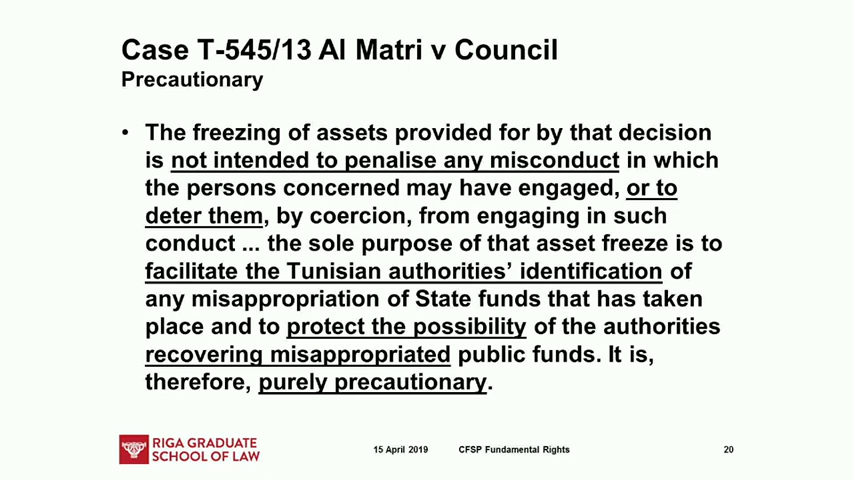 Case T-545/13 Al Matri v Council
Precautionary
• The freezing of assets provided for by that decision
is not intended to penalise any misconduct in which
the persons concerned may have engaged, or to
deter them, by coercion, from engaging in such
conduct ... the sole purpose of that asset freeze is to
facilitate the Tunisian authorities’ identification of
any misappropriation of State funds that has taken
place and to protect the possibility of the authorities
recovering misappropriated public funds. It is,
therefore, purely precautionary.
RIGA GRADUATE
SCHOOL OF LAW
15 April 2019 CFSP Fundamental Rights 20